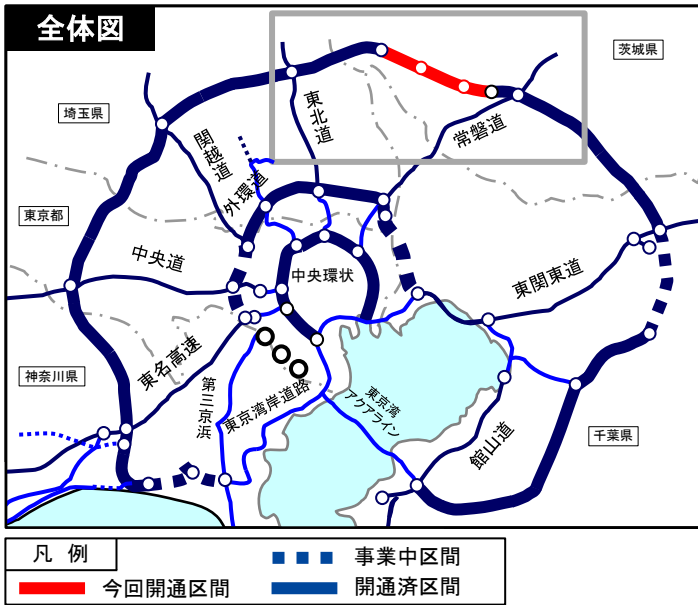 全体図
茨城県
埼玉県
東北道
常磐道
関越道
外環道
東京都
中央道
中央環状
東関東道
東名高速
神奈川県
第三京浜
東京湾岸道路
東京湾
アクアライン
館山道
千葉県
凡 例
事業中区間
今回開通区間
開通済区間